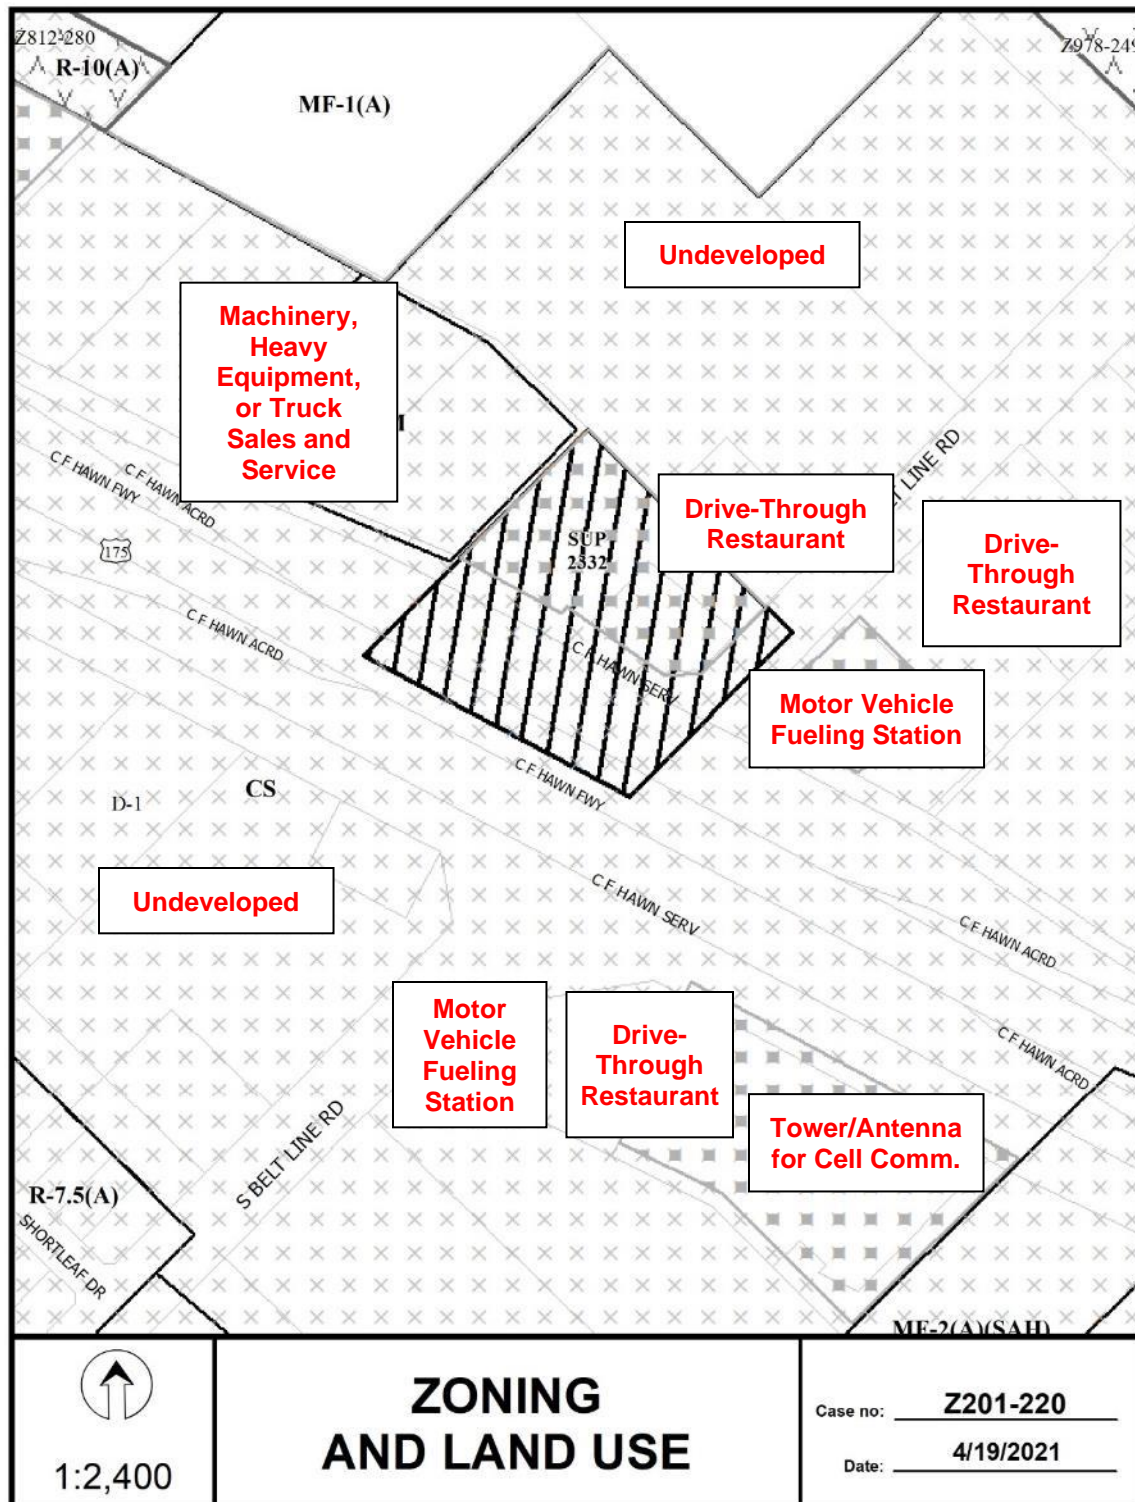 Z812-280
Z978-249
R-10(A)
MF-1(A)
Undeveloped
Machinery,
Heavy
Equipment,
or Truck
Sales and
Service
C F HAWN FWY
C F HAWN ACRD
175
C F HAWN ACRD
SUP
2332
Drive-Through
Restaurant
LINE RD
Drive-
Through
Restaurant
C F HAWN SERV
Motor Vehicle
Fueling Station
C F HAWN FWY
D-1
CS
Undeveloped
C F HAWN SERV
C F HAWN ACRD
Motor
Vehicle
Fueling
Station
Drive-
Through
Restaurant
C F HAWN ACRD
Tower/Antenna
for Cell Comm.
S BELT LINE RD
R-7.5(A)
SHORTLEAF DR
MF-2(A)(SAH)
1:2,400
ZONING
AND LAND USE
Case no: Z201-220
Date: 4/19/2021